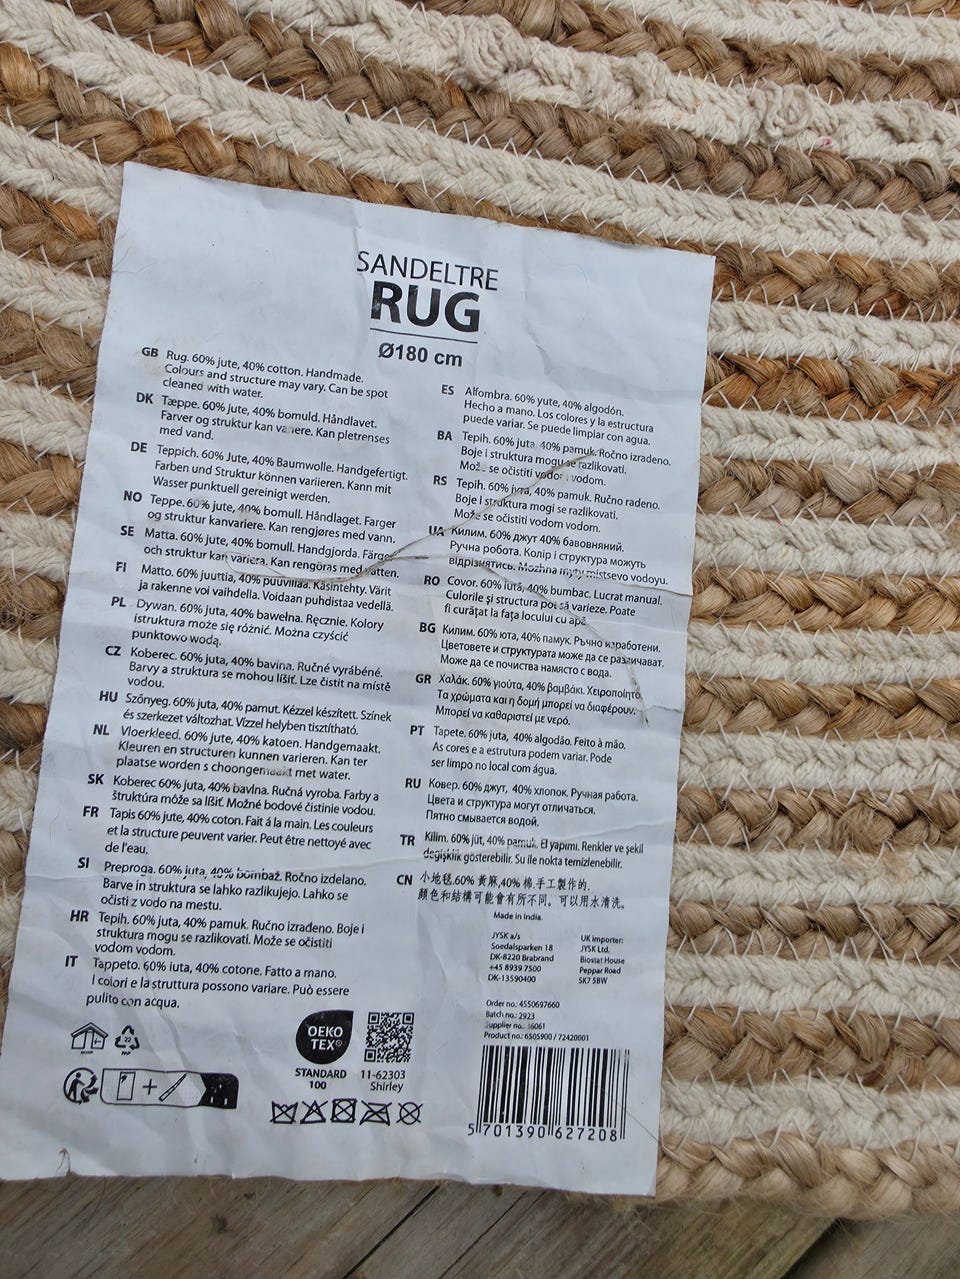 SANDELTRE
RUG
Ø180 cm
GB Rug. 60% jute, 40% cotton. Handmade.
Colours and structure may vary. Can be spot
cleaned with water.
DK Tæppe. 60% jute, 40% bomuld. Håndlavet.
Farver og struktur kan variere. Kan pletrenses
med vand.
DE Teppich. 60% Jute, 40% Baumwolle. Handgefertigt.
Farben und Struktur können variieren. Kann mit
Wasser punktuell gereinigt werden.
NO Teppe. 60% jute, 40% bomull. Håndlaget. Farger
og struktur kanvariere. Kan rengjøres med vann.
SE Matta. 60% jute, 40% bomull. Handgjorda. Färger
och struktur kan variera. Kan rengöras med vatten.
FI Matto. 60% juuttia, 40% puuvillaa. Käsintehty. Värit
ja rakenne voi vaihdella. Voidaan puhdistaa vedellä.
PL Dywan. 60% juta, 40% bawełna. Ręcznie. Kolory
istruktura może się różnić. Można czyścić
punktowo wodą.
CZ Koberec. 60% juta, 40% bavlna. Ručné vyrábéné.
Barvy a struktura se mohou lišit. Lze čistit na místě
vodou.
HU Szőnyeg. 60% juta, 40% pamut. Kézzel készített. Színek
és szerkezet változhat. Vízzel helyben tisztítható.
NL Vloerkleed. 60% jute, 40% katoen. Handgemaakt.
Kleuren en structuren kunnen varieren. Kan ter
plaatse worden schoongemaakt met water.
SK Koberec 60% juta, 40% bavlna. Ručná výroba. Farby a
štruktúra môže sa líšiť. Možné bodové čistinie vodou.
FR Tapis 60% jute, 40% coton. Fait á la main. Les couleurs
et la structure peuvent varier. Peut être nettoyé avec
de l'eau.
SI Preproga. 60% juta, 40% bombaž. Ročno izdelano.
Barve in struktura se lahko razlikujejo. Lahko se
očisti z vodo na mestu.
HR Tepih. 60% juta, 40% pamuk. Ručno izrađeno. Boje i
struktura mogu se razlikovati. Može se očistiti
vodom vodom.
IT Tappeto. 60% iuta, 40% cotone. Fatto a mano.
I colori e la struttura possono variare. Può essere
pulito con acqua.
ES Alfombra. 60% yute, 40% algodón.
Hecho a mano. Los colores y la estructura
puede variar. Se puede limpiar con agua.
BA Tepih. 60% juta, 40% pamuk. Ročno izradeno.
Boje i struktura mogu se razlikovati.
Može se očistiti vodom vodom.
RS Tepih. 60% juta, 40% pamuk. Ručno radeno.
Boje I struktura mogi se razlikovati.
Može se očistiti vodom vodom.
UA Килим. 60% джут 40% бавовняний.
Ручна робота. Колір і структура можуть
відрізнятись. Mozhna myty mistsevo vodoyu.
RO Covor. 60% iută, 40% bumbac. Lucrat manual.
Culorile și structura pot să varieze. Poate
fi curățat la fața locului cu apă
BG Килим. 60% юта, 40% памук. Ръчно изработени.
Цветовете и структурата може да се различават.
Може да се почиства намясто с вода.
GR Χαλάκ. 60% γιούτα, 40% βαμβάκι. Χειροποίητο.
Τα χρώματα και η δομή μπορεί να διαφέρουν.
Μπορεί να καθαριστεί με νερό.
PT Tapete. 60% juta, 40% algodão. Feito à mão.
As cores e a estrutura podem variar. Pode
ser limpo no local com água.
RU Ковер. 60% джут, 40% хлопок. Ручная работа.
Цвета и структура могут отличаться.
Пятно смывается водой.
TR Kilim. 60% jüt, 40% pamuk. El yapımı. Renkler ve şekil
degişklik gösterebilir. Su ile nokta temizlenebilir.
CN 小地毯.60% 黃麻,40% 棉.手工製作的.
顏色和結構可能會有所不同。可以用水清洗。
Made in India.
JYSK a/s
Soedalsparken 18
DK-8220 Brabrand
+45 8939 7500
DK-13590400
UK importer:
JYSK Ltd.
Biostat House
Peppar Road
SK7 5BW
Order no.: 4550697660
Batch no.: 2923
Supplier no.: 36061
Product no.: 6505900 / 72420001
5 701390 627208
22
PAP
OEKO
TEX®
STANDARD
100
11-62303
Shirley